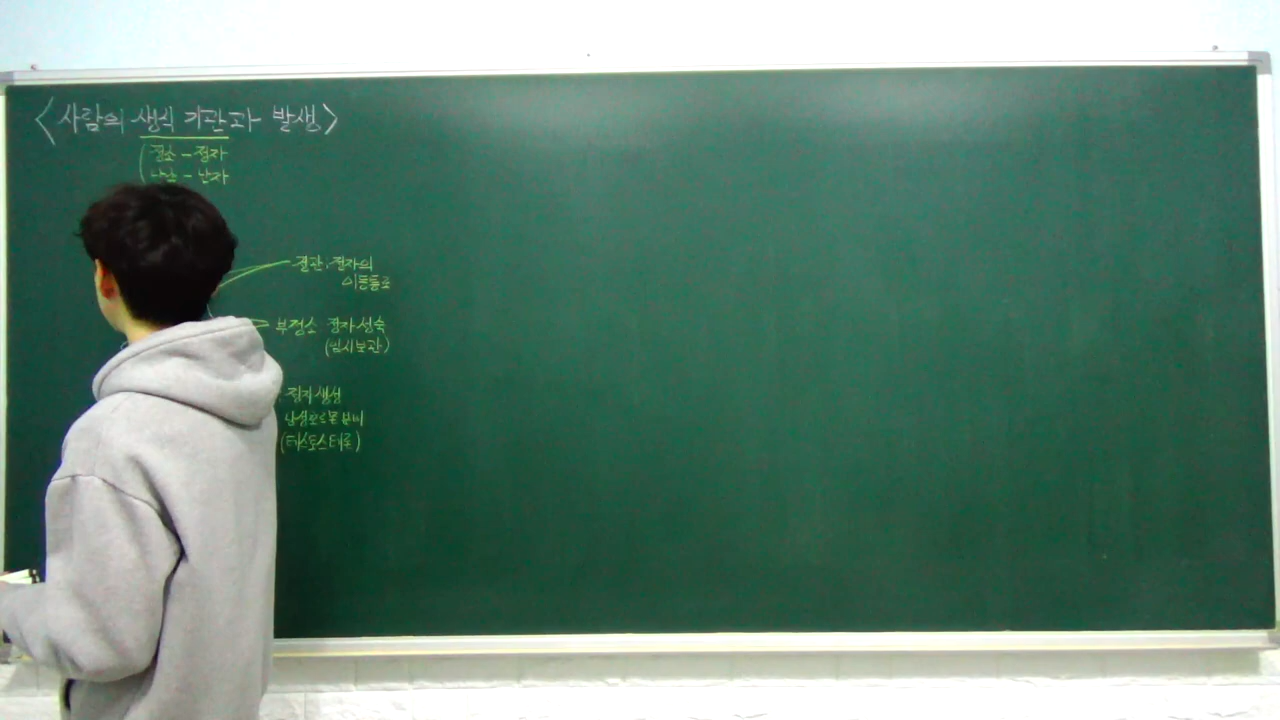 <사람의 생식 기관과 발생>
정소 - 정자
난소 - 난자
정관 : 정자의
이동통로
부정소 정자 성숙
(임시보관)
: 정자 생성
남성호르몬 분비
(테스토스테론)